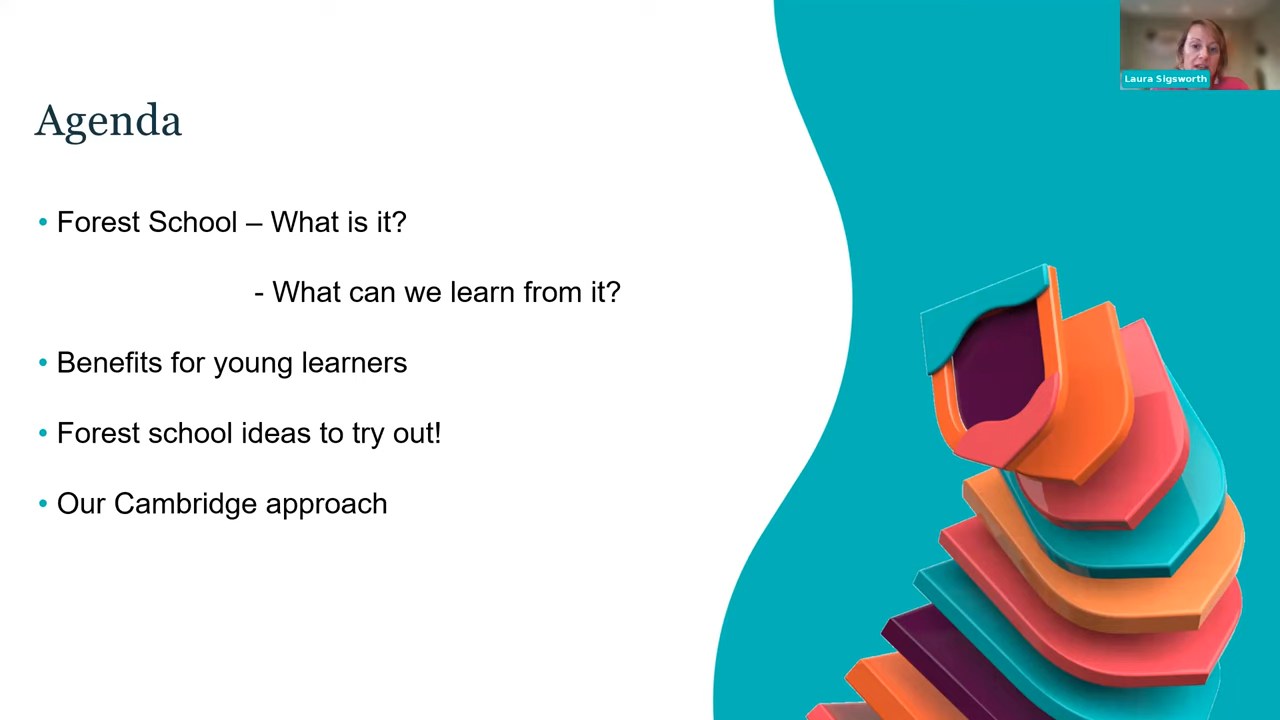 Laura Sigsworth
Agenda
• Forest School – What is it?
- What can we learn from it?
• Benefits for young learners
• Forest school ideas to try out!
• Our Cambridge approach